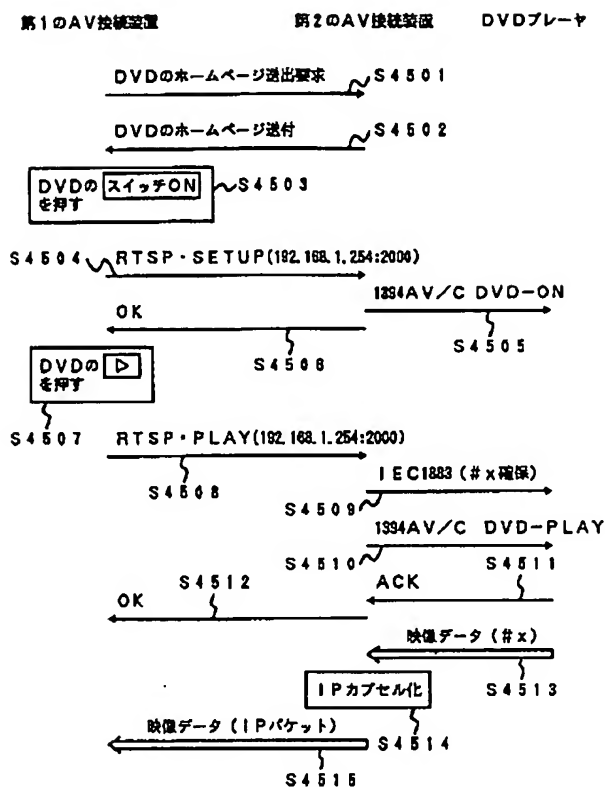 第1のAV接続装置 第2のAV接続装置 DVDプレーヤ
DVDのホームページ送出要求 S4501
DVDのホームページ送付 S4502
DVDの スイッチON S4503
を押す
S4504 RTSP・SETUP(192.168.1.254:2000)
1394AV/C DVD-ON
OK
S4506 S4505
DVDの ▷
を押す
S4507 RTSP・PLAY(192.168.1.254:2000)
S4508 IEC1883(#x確保)
S4509
1394AV/C DVD-PLAY
S4510 S4511
S4512 ACK
OK
映像データ(#x)
IPカプセル化 S4513
映像データ(IPパケット) S4514
S4515